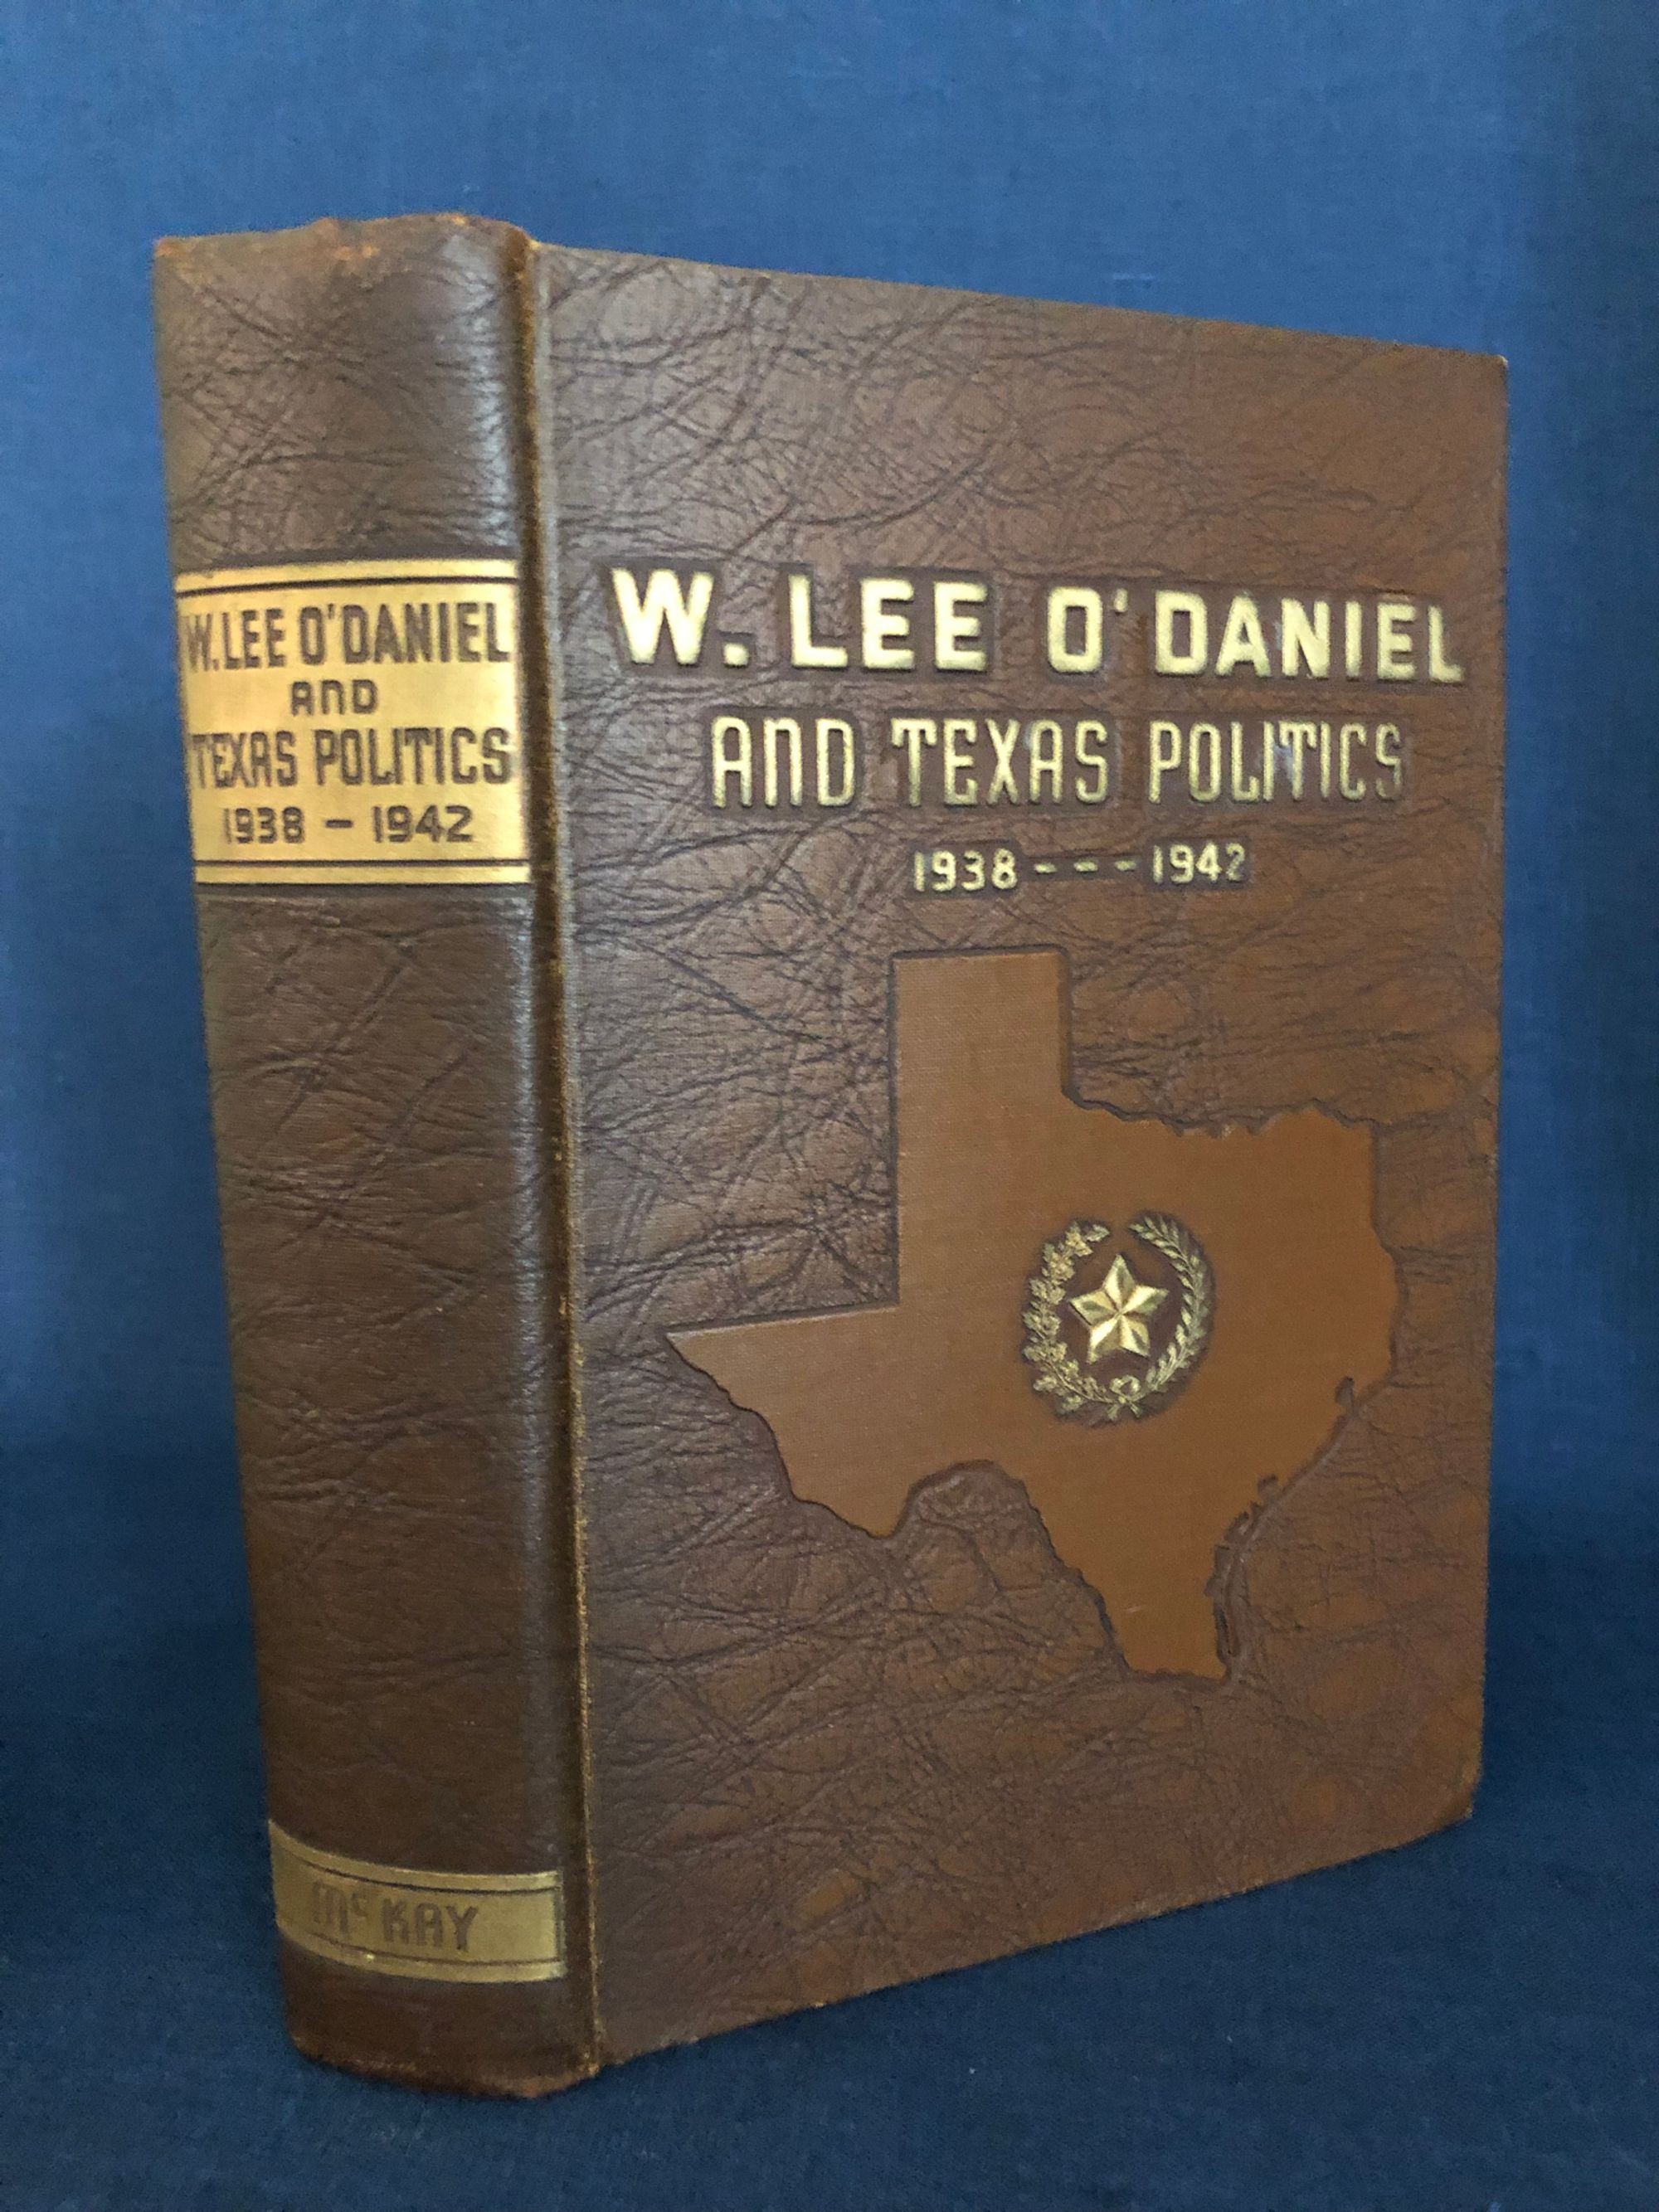 W. LEE O'DANIEL
AND
TEXAS POLITICS
1938 - 1942
McKAY
W. LEE O'DANIEL
AND TEXAS POLITICS
1938---1942